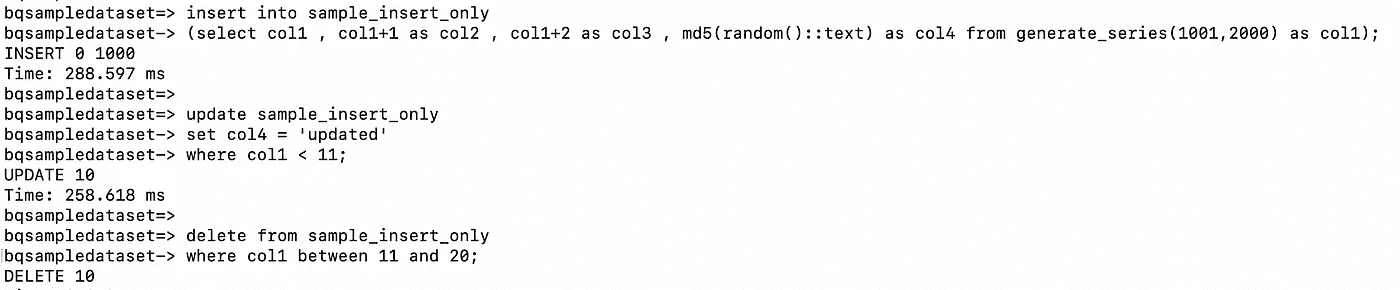 bqsampledataset=> insert into sample_insert_only
bqsampledataset-> (select col1 , col1+1 as col2 , col1+2 as col3 , md5(random()::text) as col4 from generate_series(1001,2000) as col1);
INSERT 0 1000
Time: 288.597 ms
bqsampledataset=>
bqsampledataset=> update sample_insert_only
bqsampledataset-> set col4 = 'updated'
bqsampledataset-> where col1 < 11;
UPDATE 10
Time: 258.618 ms
bqsampledataset=>
bqsampledataset=> delete from sample_insert_only
bqsampledataset-> where col1 between 11 and 20;
DELETE 10